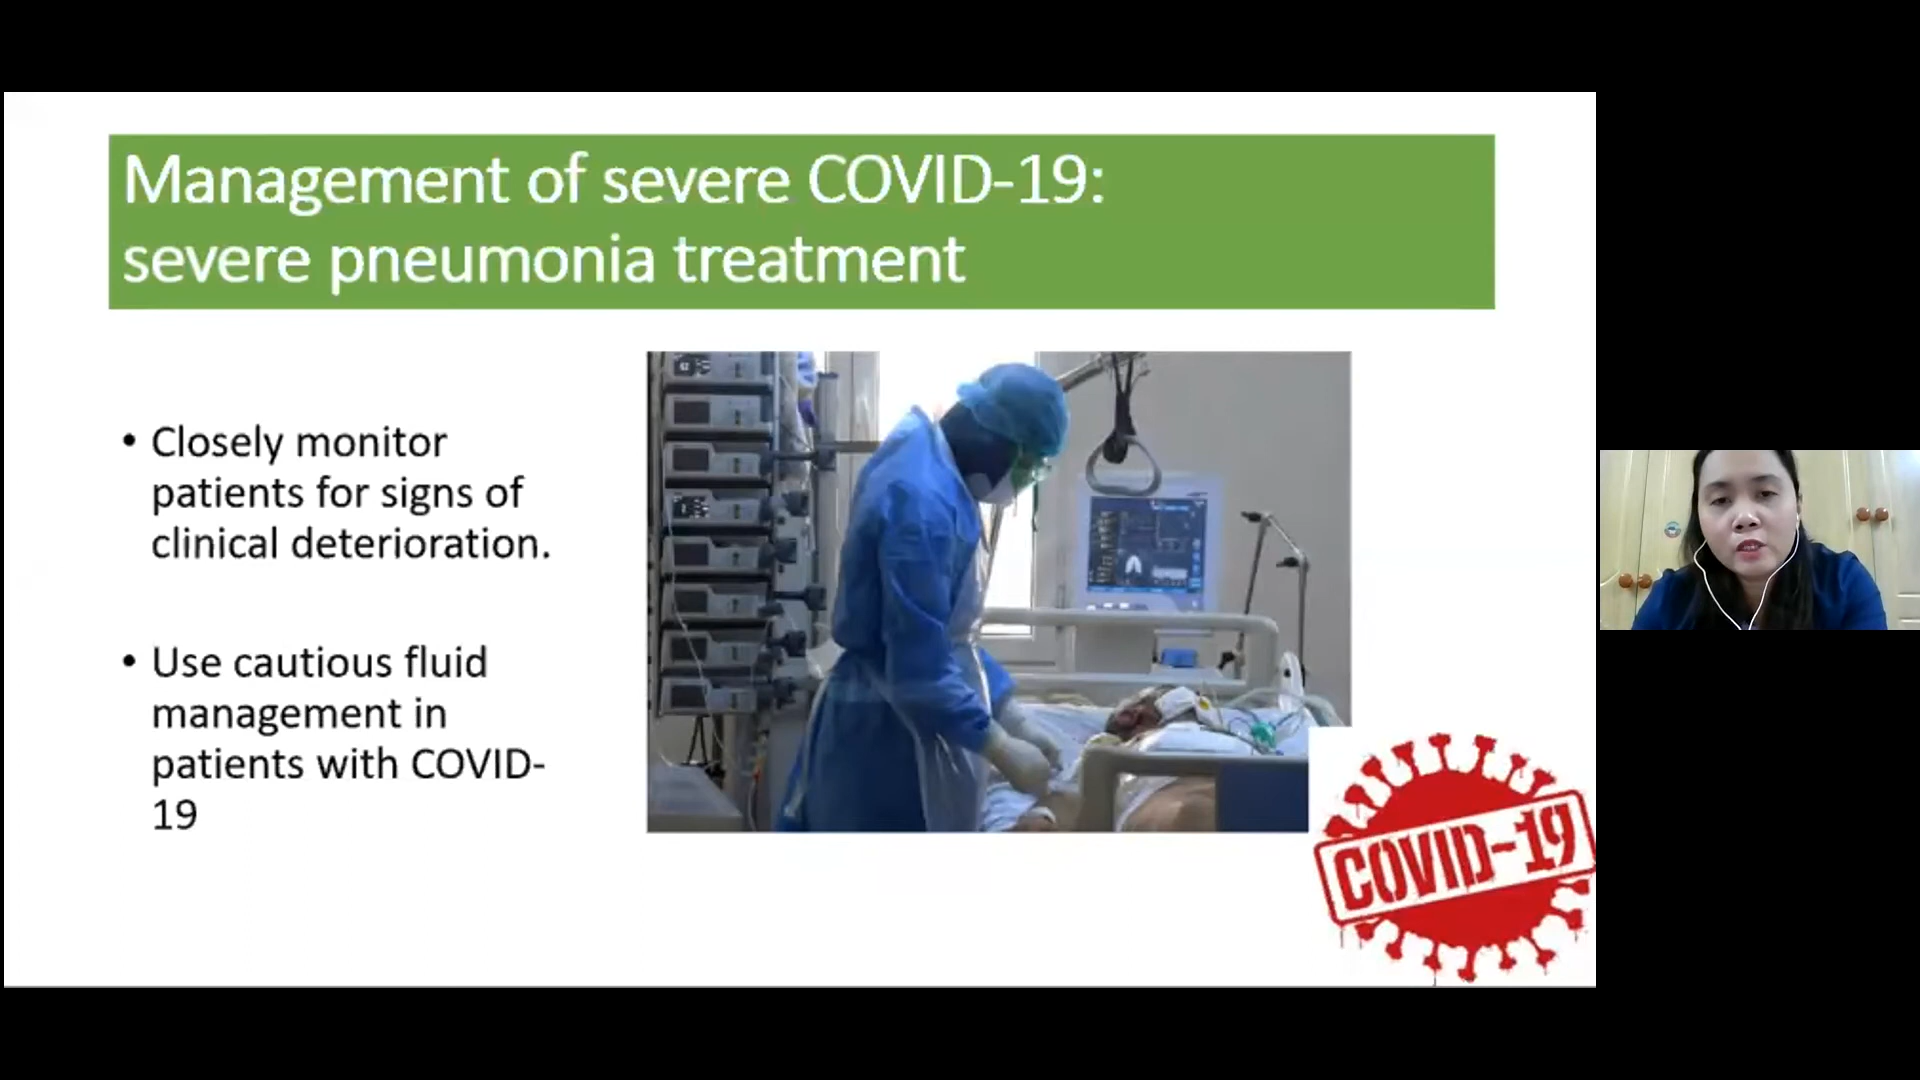 Management of severe COVID-19:
severe pneumonia treatment
• Closely monitor
patients for signs of
clinical deterioration.
• Use cautious fluid
management in
patients with COVID-
19
COVID-19